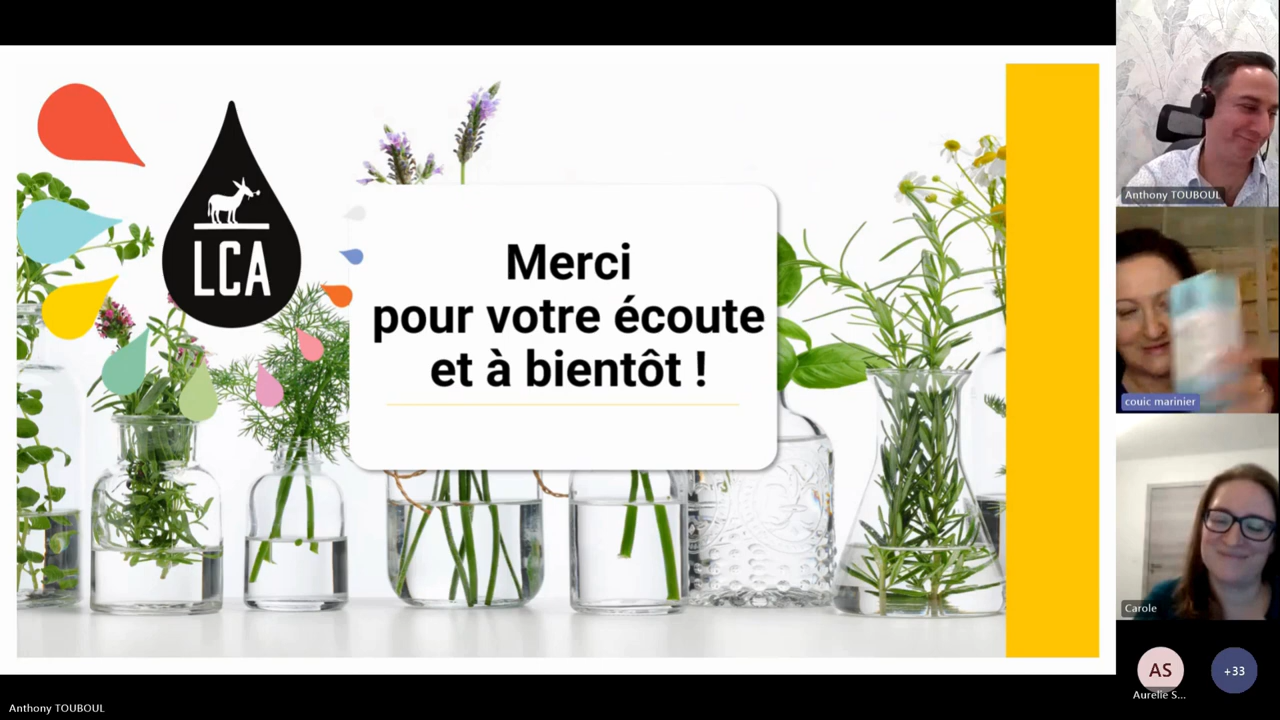 LCA
Merci
pour votre écoute
et à bientôt !
Anthony TOUBOUL
couic marinier
Carole
AS
Aurelie S...
+33
Anthony TOUBOUL